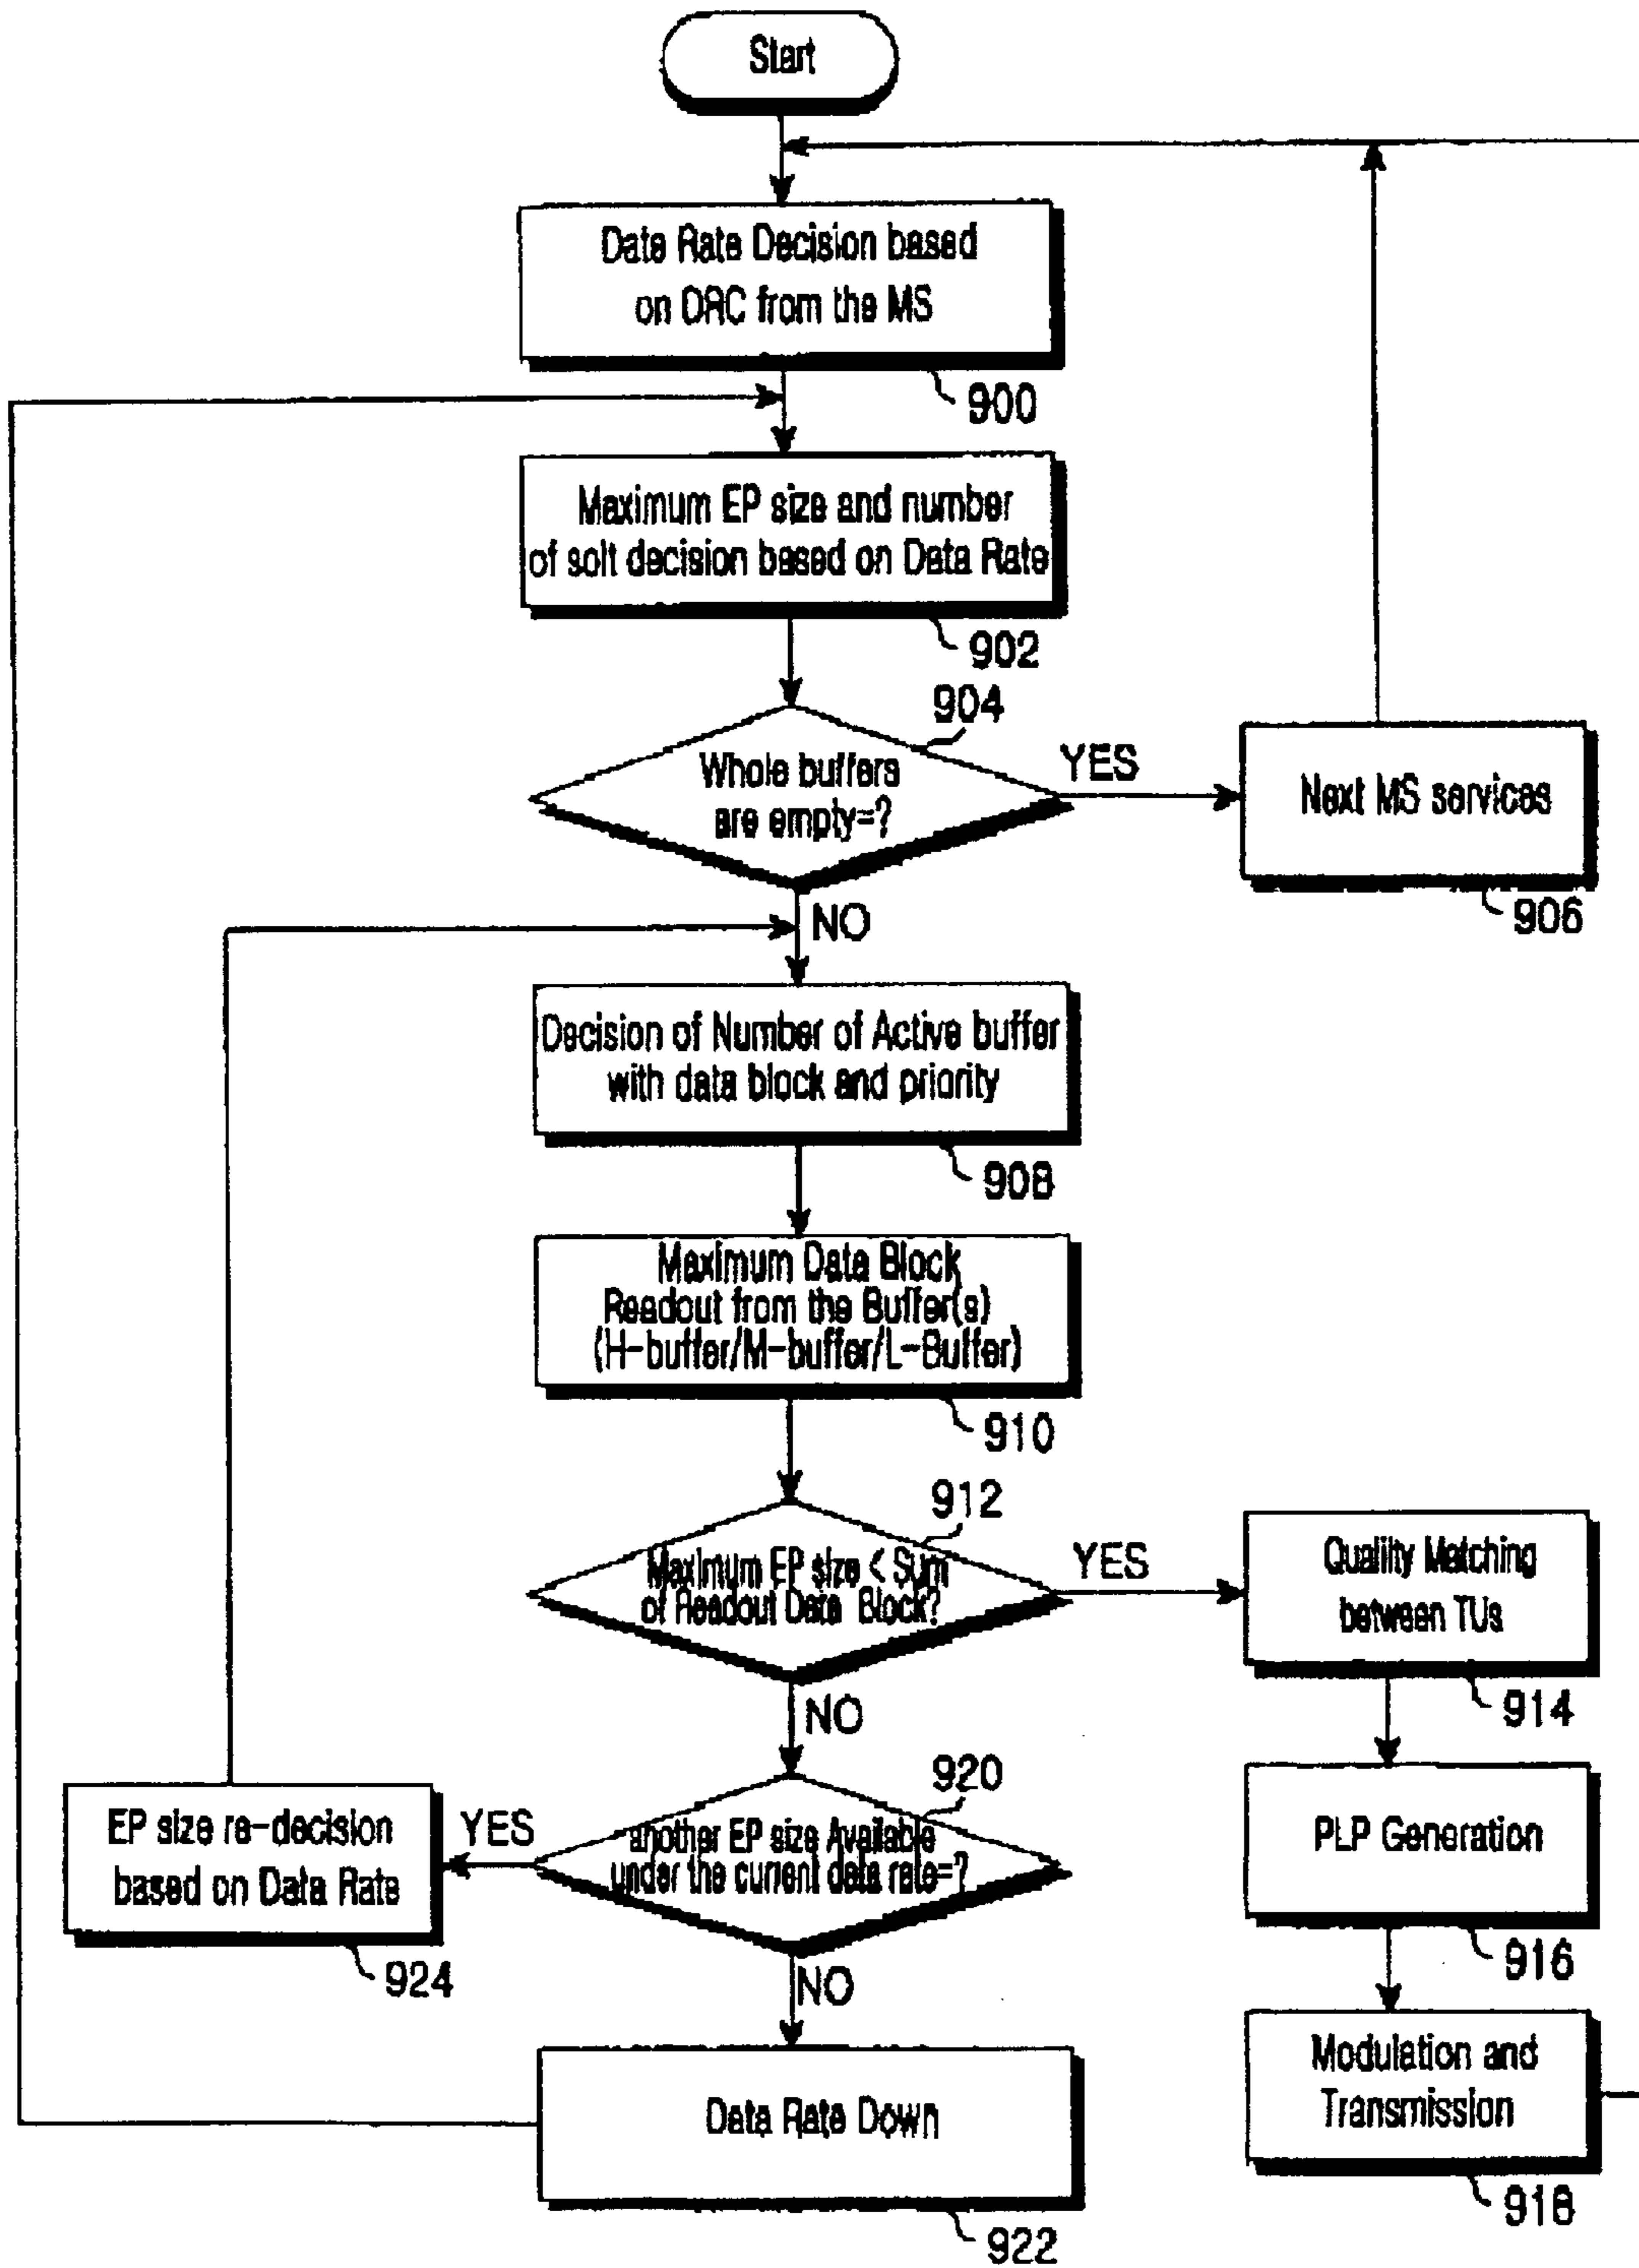 Start
Date Rate Decision based
on DRC from the MS
900
Maximum EP size and number
of solt decision based on Data Rate
902
904
Whole buffers
are empty=?
YES
Next MS services
906
NO
Decision of Number of Active buffer
with data block and priority
908
Maximum Data Block
Readout from the Buffer(s)
(H-buffer/M-buffer/L-Buffer)
910
912
Maximum EP size < Sum
of Readout Data Block?
YES
Quality Matching
between TUs
914
NO
PLP Generation
916
920
another EP size Available
under the current data rate=?
YES
EP size re-decision
based on Data Rate
924
NO
Modulation and
Transmission
918
Data Rate Down
922